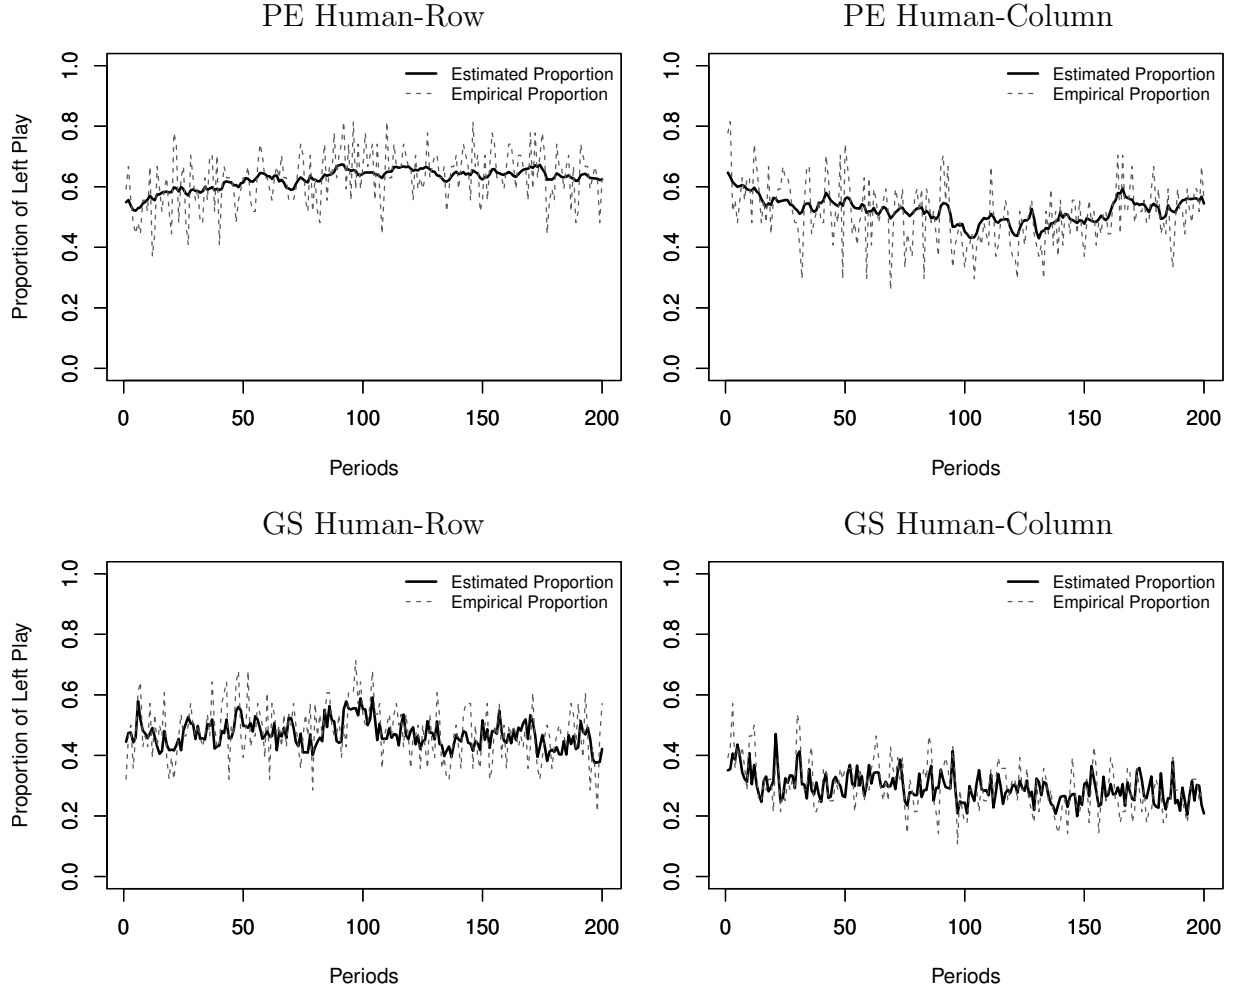 PE Human-Row
PE Human-Column
Proportion of Left Play
1.0
0.8
0.6
0.4
0.2
0.0
Estimated Proportion
Empirical Proportion
0 50 100 150 200
Periods
1.0
0.8
0.6
0.4
0.2
0.0
Estimated Proportion
Empirical Proportion
0 50 100 150 200
Periods
GS Human-Row
GS Human-Column
Proportion of Left Play
1.0
0.8
0.6
0.4
0.2
0.0
Estimated Proportion
Empirical Proportion
0 50 100 150 200
Periods
1.0
0.8
0.6
0.4
0.2
0.0
Estimated Proportion
Empirical Proportion
0 50 100 150 200
Periods